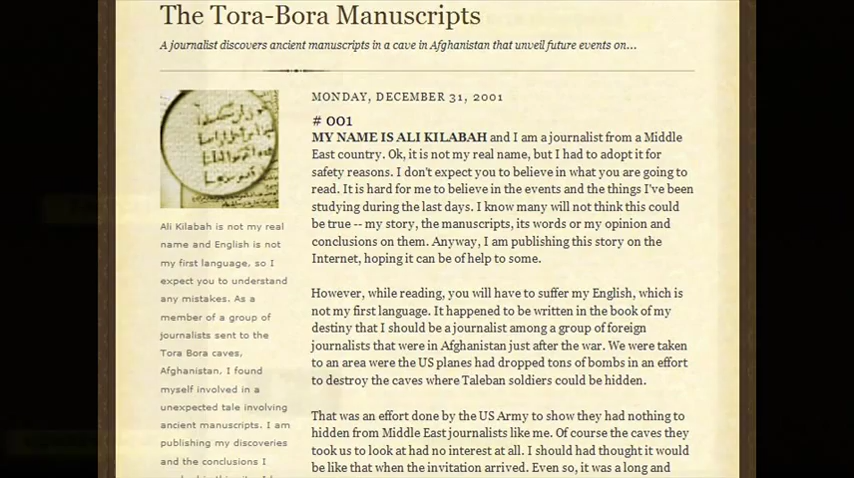 The Tora-Bora Manuscripts
A journalist discovers ancient manuscripts in a cave in Afghanistan that unveil future events on...
MONDAY, DECEMBER 31, 2001
# 001
MY NAME IS ALI KILABAH and I am a journalist from a Middle
East country. Ok, it is not my real name, but I had to adopt it for
safety reasons. I don't expect you to believe in what you are going to
read. It is hard for me to believe in the events and the things I've been
studying during the last days. I know many will not think this could
be true -- my story, the manuscripts, its words or my opinion and
conclusions on them. Anyway, I am publishing this story on the
Internet, hoping it can be of help to some.
However, while reading, you will have to suffer my English, which is
not my first language. It happened to be written in the book of my
destiny that I should be a journalist among a group of foreign
journalists that were in Afghanistan just after the war. We were taken
to an area were the US planes had dropped tons of bombs in an effort
to destroy the caves where Taleban soldiers could be hidden.
That was an effort done by the US Army to show they had nothing to
hidden from Middle East journalists like me. Of course the caves they
took us to look at had no interest at all. I should had thought it would
be like that when the invitation arrived. Even so, it was a long and
Ali Kilabah is not my real
name and English is not
my first language, so I
expect you to understand
any mistakes. As a
member of a group of
journalists sent to the
Tora Bora caves,
Afghanistan, I found
myself involved in a
unexpected tale involving
ancient manuscripts. I am
publishing my discoveries
and the conclusions I